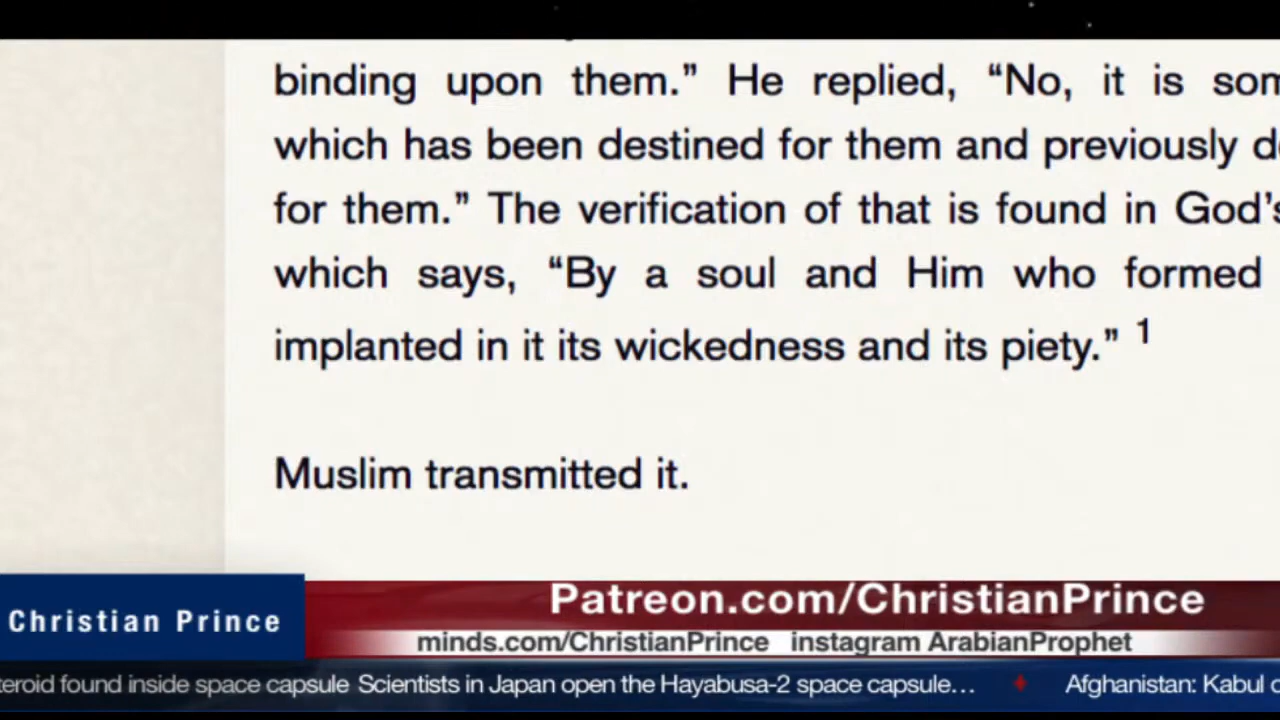 binding upon them.” He replied, “No, it is
which has been destined for them and previously
for them.” The verification of that is found in God’s
which says, “By a soul and Him who formed
implanted in it its wickedness and its piety.” 1
Muslim transmitted it.
Christian Prince
Patreon.com/ChristianPrince
minds.com/ChristianPrince instagram ArabianProphet
found inside space capsule Scientists in Japan open the Hayabusa-2 space capsule… Afghanistan: Kabul